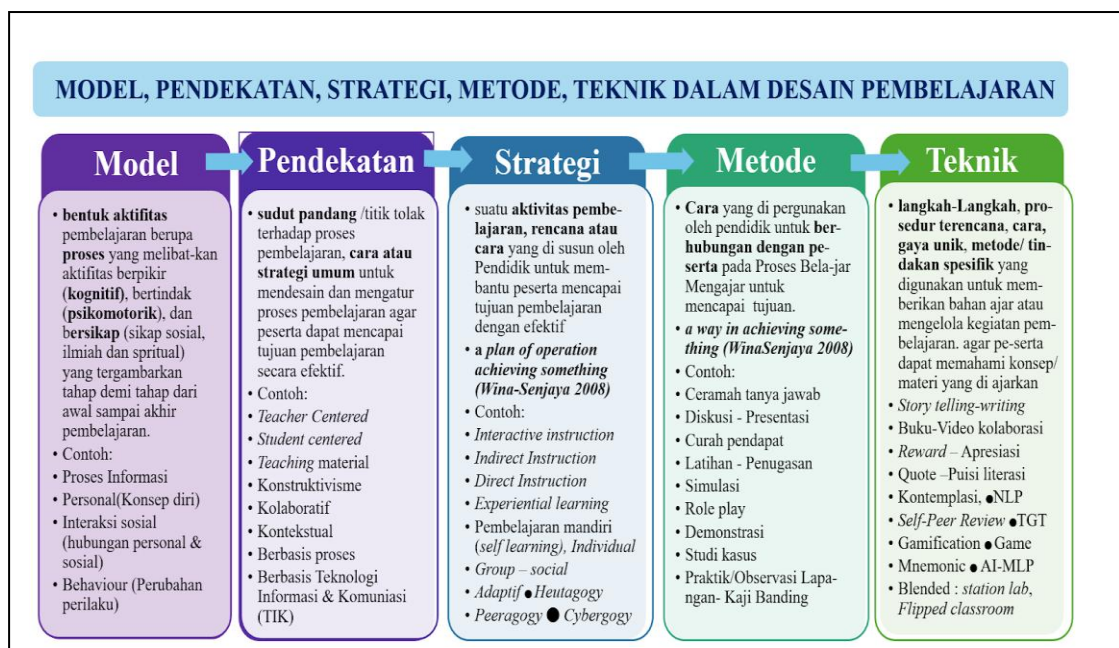 MODEL, PENDEKATAN, STRATEGI, METODE, TEKNIK DALAM DESAIN PEMBELAJARAN
Model
• bentuk aktifitas
pembelajaran berupa
proses yang melibat-kan
aktifitas berpikir
(kognitif), bertindak
(psikomotorik), dan
bersikap (sikap sosial,
ilmiah dan spritual)
yang tergambarkan
tahap demi tahap dari
awal sampai akhir
pembelajaran.
• Contoh:
• Proses Informasi
• Personal(Konsep diri)
• Interaksi sosial
(hubungan personal &
sosial)
• Behaviour (Perubahan
perilaku)
Pendekatan
• sudut pandang /titik tolak
terhadap proses
pembelajaran, cara atau
strategi umum untuk
mendesain dan mengatur
proses pembelajaran agar
peserta dapat mencapai
tujuan pembelajaran
secara efektif.
• Contoh:
• Teacher Centered
• Student centered
• Teaching material
• Konstruktivisme
• Kolaboratif
• Kontekstual
• Berbasis proses
• Berbasis Teknologi
Informasi & Komuniasi
(TIK)
Strategi
• suatu aktivitas pembe-
lajaran, rencana atau
cara yang di susun oleh
Pendidik untuk mem-
bantu peserta mencapai
tujuan pembelajaran
dengan efektif
• a plan of operation
achieving something
(Wina-Senjaya 2008)
• Contoh:
• Interactive instruction
• Indirect Instruction
• Direct Instruction
• Experiential learning
• Pembelajaran mandiri
(self learning), Individual
• Group – social
• Adaptif ● Heutagogy
• Peeragogy ● Cybergogy
Metode
• Cara yang di pergunakan
oleh pendidik untuk ber-
hubungan dengan pe-
serta pada Proses Bela-jar
Mengajar untuk
mencapai tujuan.
• a way in achieving some-
thing (WinaSenjaya 2008)
• Contoh:
• Ceramah tanya jawab
• Diskusi - Presentasi
• Curah pendapat
• Latihan - Penugasan
• Simulasi
• Role play
• Demonstrasi
• Studi kasus
• Praktik/Observasi Lapa-
ngan- Kaji Banding
Teknik
• langkah-Langkah, pro-
sedur terencana, cara,
gaya unik, metode/ tin-
dakan spesifik yang
digunakan untuk mem-
berikan bahan ajar atau
mengelola kegiatan pem-
belajaran. agar pe-serta
dapat memahami konsep/
materi yang di ajarkan
• Story telling-writing
• Buku-Video kolaborasi
• Reward – Apresiasi
• Quote –Puisi literasi
• Kontemplasi, ●NLP
• Self-Peer Review ●TGT
• Gamification ● Game
• Mnemonic ● AI-MLP
• Blended : station lab,
Flipped classroom